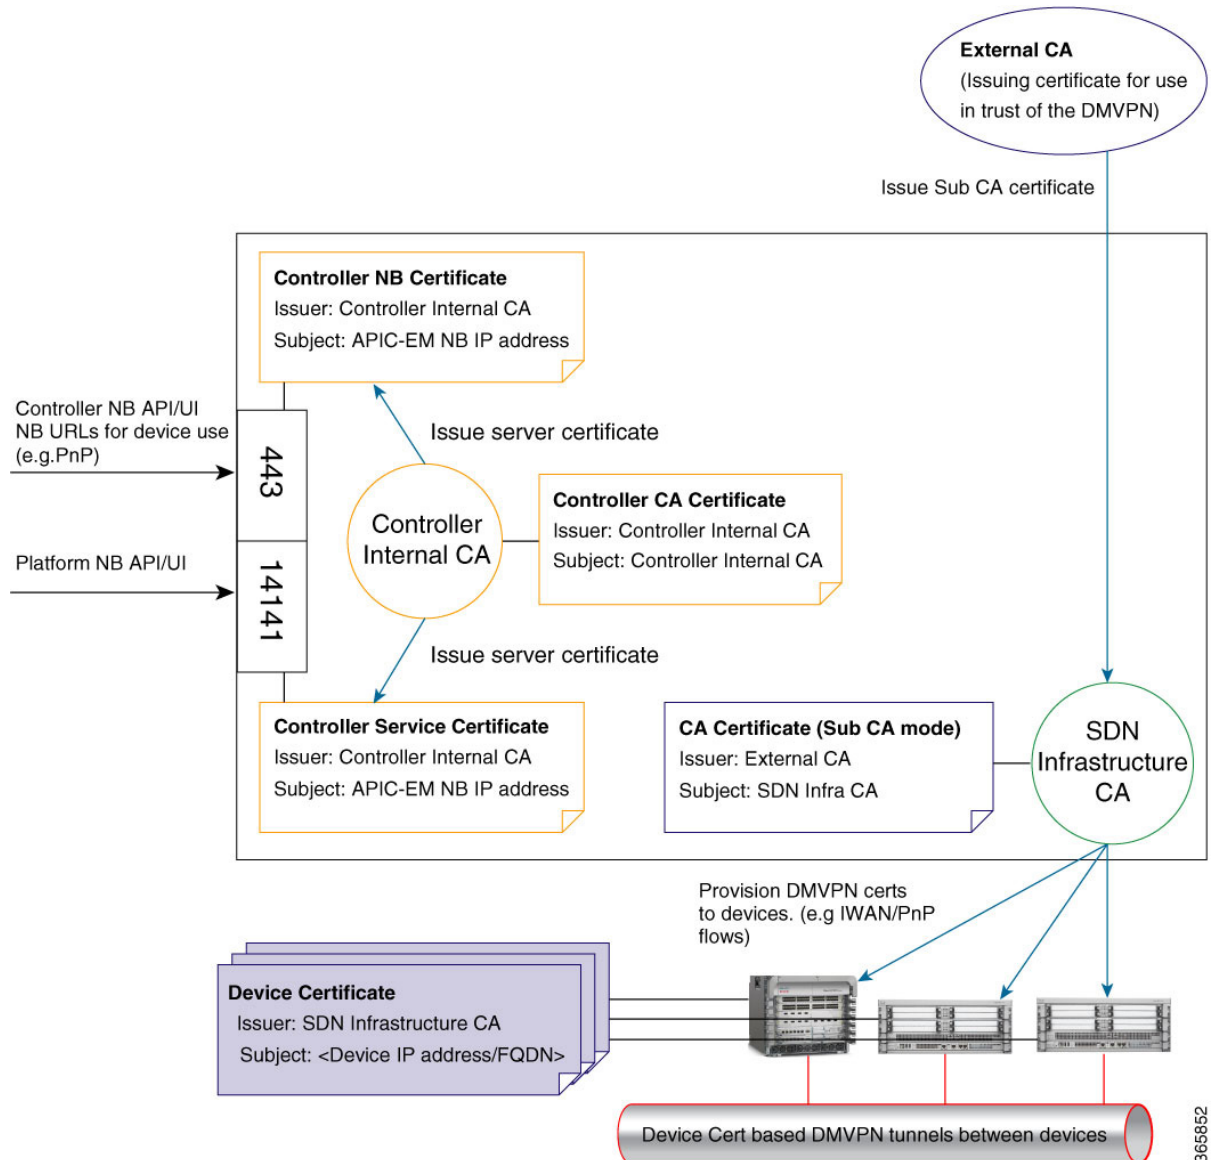 External CA
(Issuing certificate for use
in trust of the DMVPN)
Issue Sub CA certificate
Controller NB Certificate
Issuer: Controller Internal CA
Subject: APIC-EM NB IP address
Controller NB API/UI
NB URLs for device use
(e.g.PnP)
443
Issue server certificate
Controller
Internal CA
Controller CA Certificate
Issuer: Controller Internal CA
Subject: Controller Internal CA
Platform NB API/UI
14141
Issue server certificate
Controller Service Certificate
Issuer: Controller Internal CA
Subject: APIC-EM NB IP address
CA Certificate (Sub CA mode)
Issuer: External CA
Subject: SDN Infra CA
SDN
Infrastructure
CA
Provision DMVPN certs
to devices. (e.g IWAN/PnP
flows)
Device Certificate
Issuer: SDN Infrastructure CA
Subject: <Device IP address/FQDN>
Device Cert based DMVPN tunnels between devices
365852